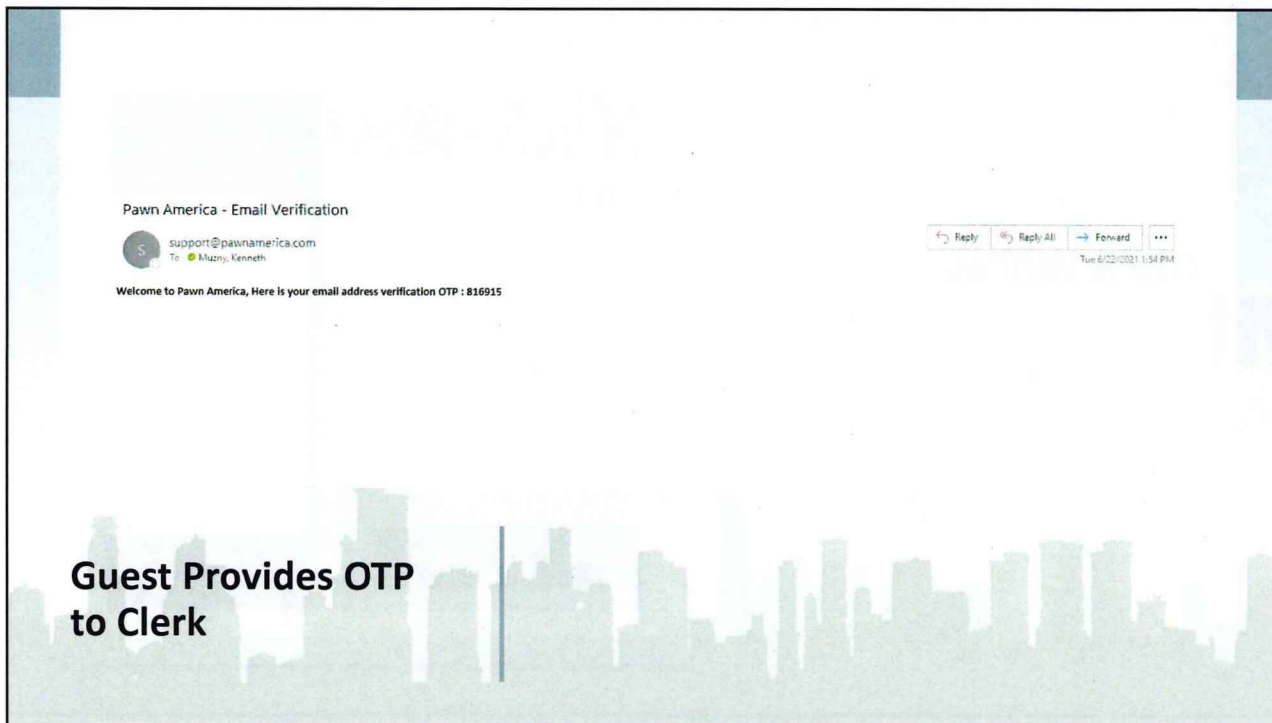 Pawn America - Email Verification
S
support@pawnamerica.com
To Muzny, Kenneth
Reply Reply All Forward ...
Tue 6/22/2021 1:54 PM
Welcome to Pawn America, Here is your email address verification OTP : 816915
Guest Provides OTP
to Clerk